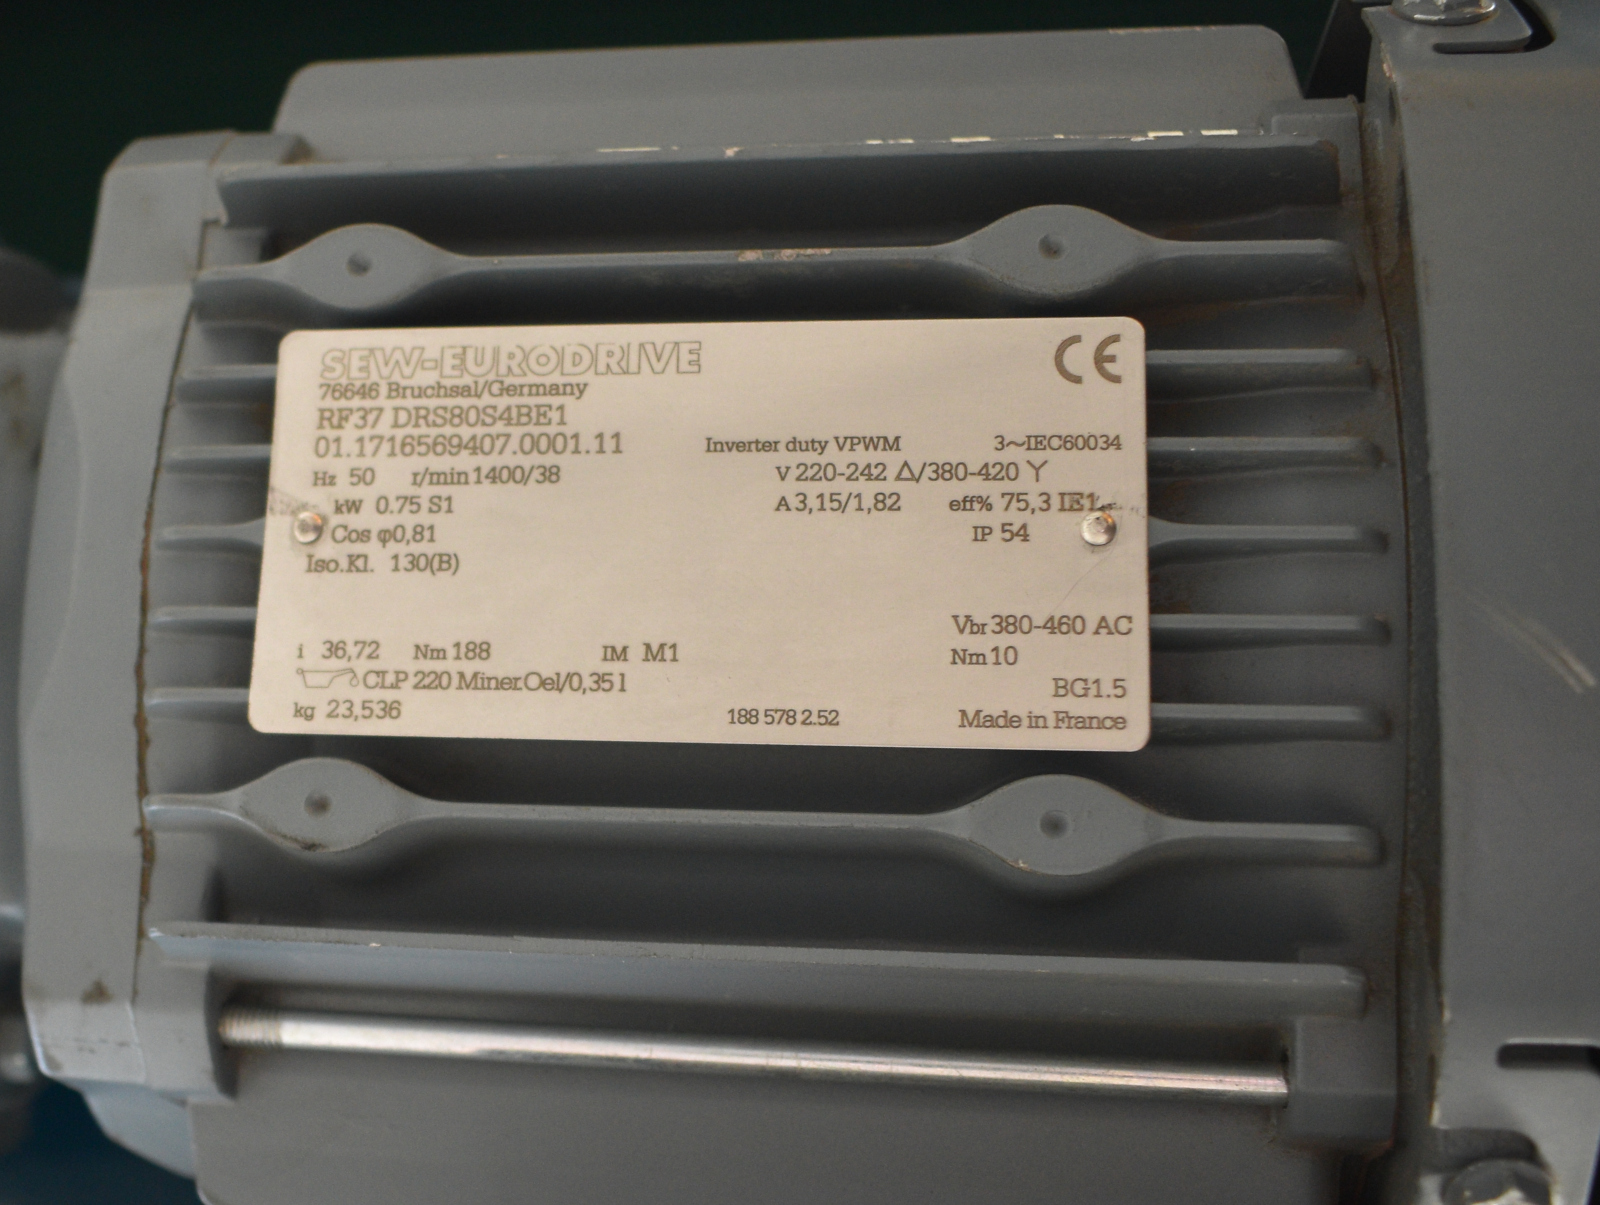 SEW-EURODRIVE CE
76646 Bruchsal/Germany
RF37 DRS80S4BE1
01.1716569407.0001.11 Inverter duty VPWM 3~IEC60034
Hz 50 r/min 1400/38 V 220-242 △/380-420 Y
kW 0.75 S1 A 3,15/1,82 eff% 75,3 IE1
Cos φ0,81 IP 54
Iso.Kl. 130(B)
Vbr 380-460 AC
i 36,72 Nm 188 IM M1 Nm 10
CLP 220 Miner.Oel/0,35 l BG1.5
kg 23,536 188 578 2.52 Made in France